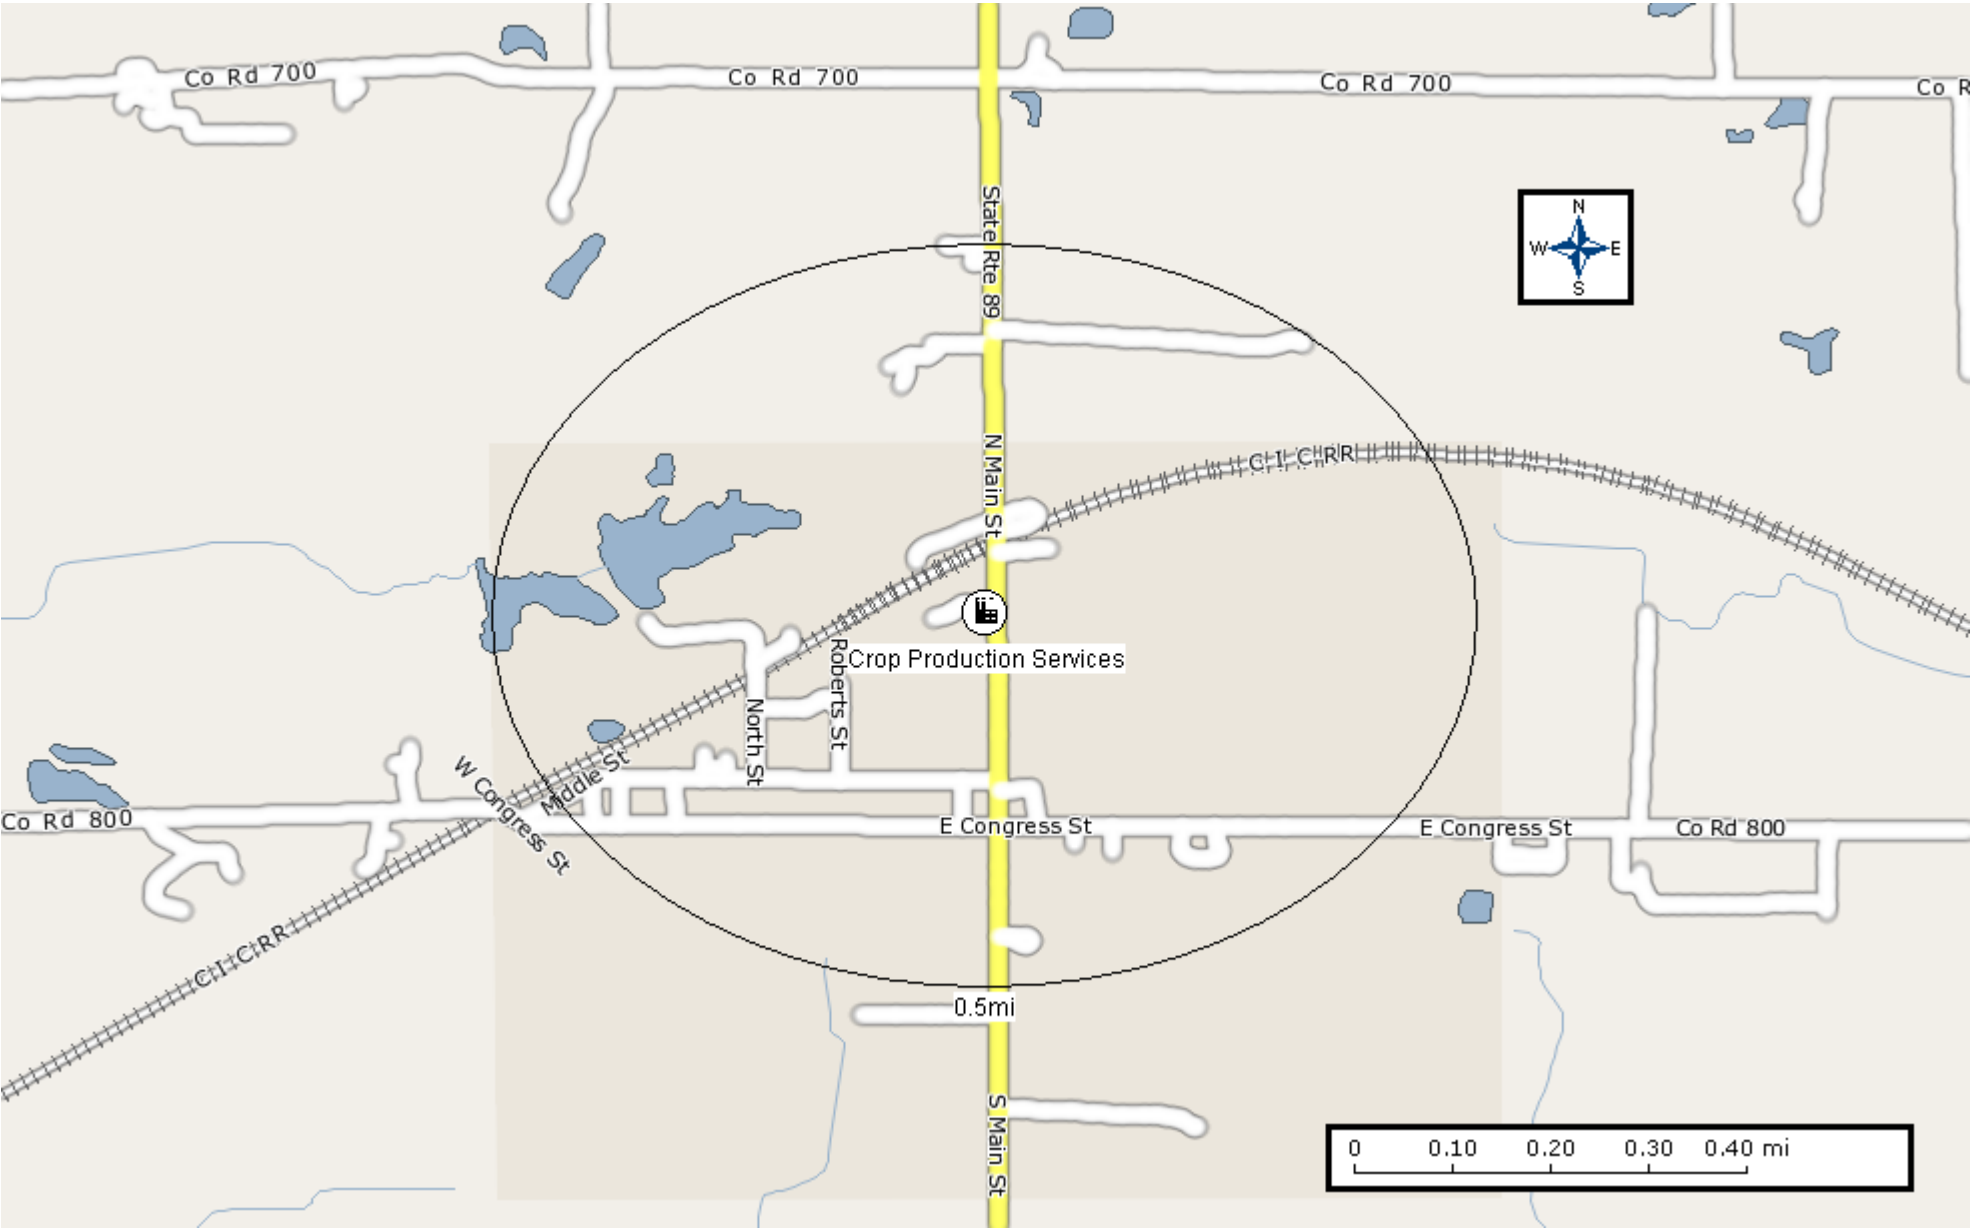 Co Rd 700
Co Rd 700
Co Rd 700
Co R
N
W E
S
State Rte 89
N Main St
C I C RR
Crop Production Services
Roberts St
North St
W Congress St
Middle St
Co Rd 800
E Congress St
E Congress St
Co Rd 800
C I C RR
0.5mi
S Main St
0 0.10 0.20 0.30 0.40 mi